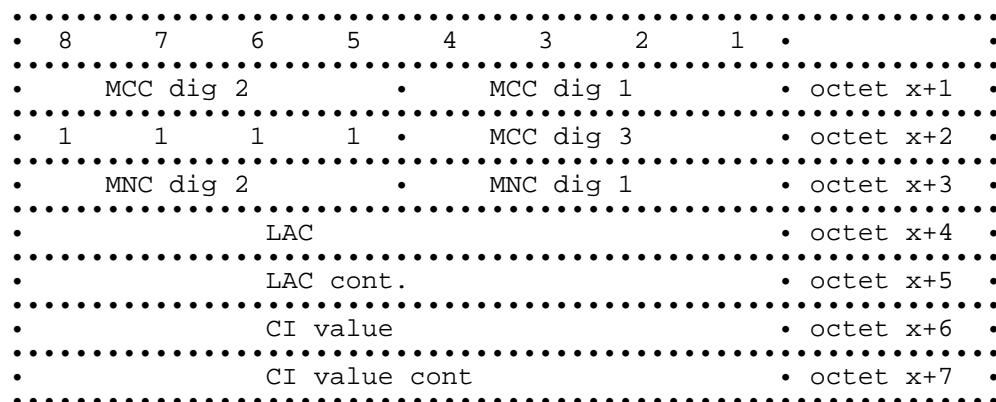 8 7 6 5 4 3 2 1
MCC dig 2 MCC dig 1 octet x+1
1 1 1 1 MCC dig 3 octet x+2
MNC dig 2 MNC dig 1 octet x+3
LAC octet x+4
LAC cont. octet x+5
CI value octet x+6
CI value cont octet x+7